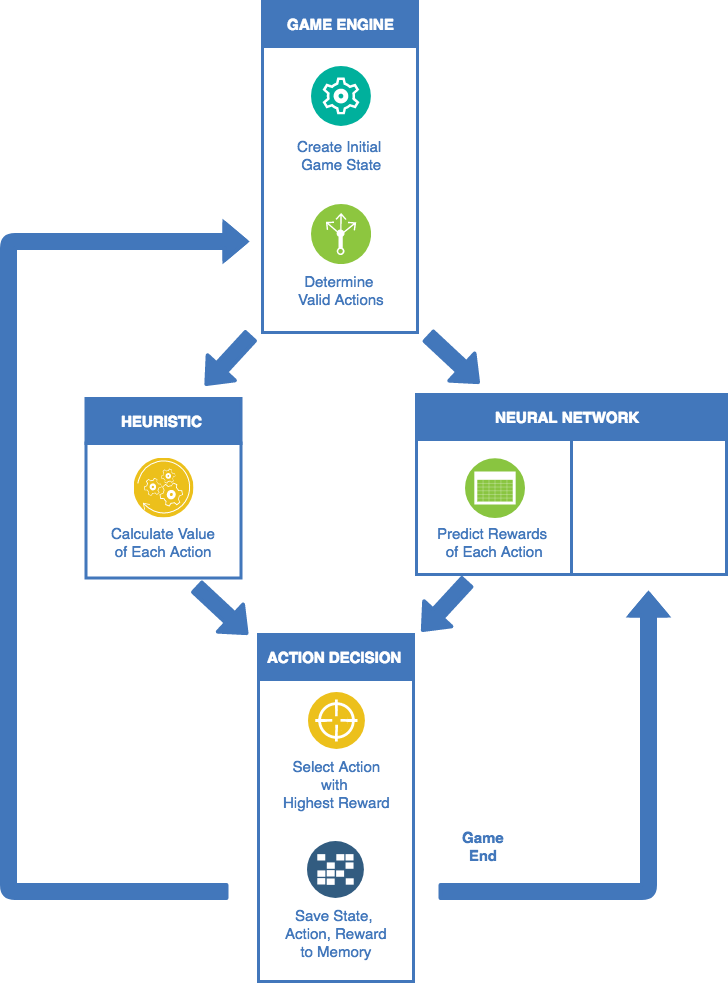 GAME ENGINE
Create Initial
Game State
Determine
Valid Actions
HEURISTIC
Calculate Value
of Each Action
NEURAL NETWORK
Predict Rewards
of Each Action
ACTION DECISION
Select Action
with
Highest Reward
Save State,
Action, Reward
to Memory
Game
End